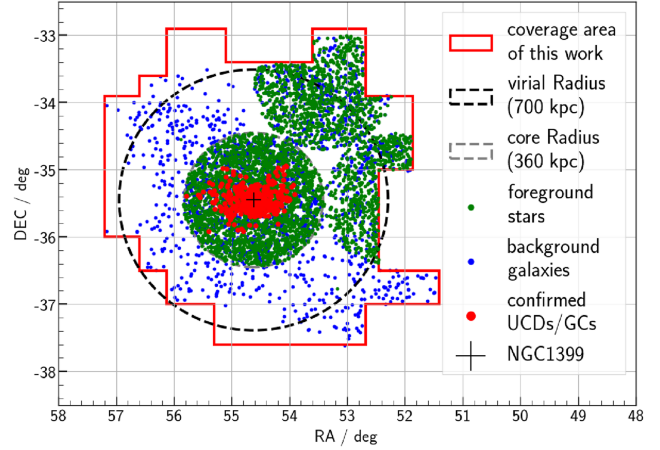 -33
-34
-35
-36
-37
-38
DEC / deg
58
57
56
55
54
53
52
51
50
49
48
RA / deg
coverage area
of this work
virial Radius
(700 kpc)
core Radius
(360 kpc)
foreground
stars
background
galaxies
confirmed
UCDs/GCs
NGC1399